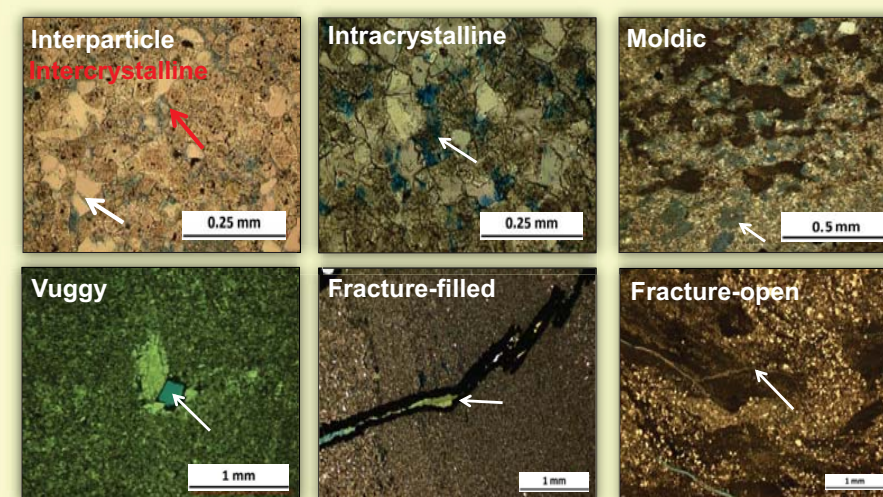 Interparticle
Intercrystalline
0.25 mm
Intracrystalline
0.25 mm
Moldic
0.5 mm
Vuggy
1 mm
Fracture-filled
1 mm
Fracture-open
1 mm